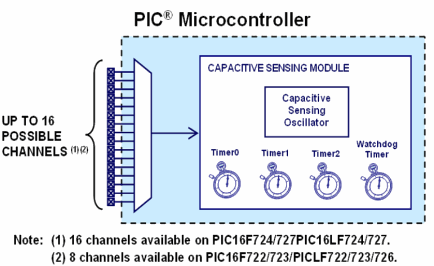 PIC® Microcontroller
CAPACITIVE SENSING MODULE
Capacitive
Sensing
Oscillator
UP TO 16
POSSIBLE
CHANNELS (1)(2)
Timer0
Timer1
Timer2
Watchdog
Timer
Note: (1) 16 channels available on PIC16F724/727PIC16LF724/727.
(2) 8 channels available on PIC16F722/723/PICLF722/723/726.